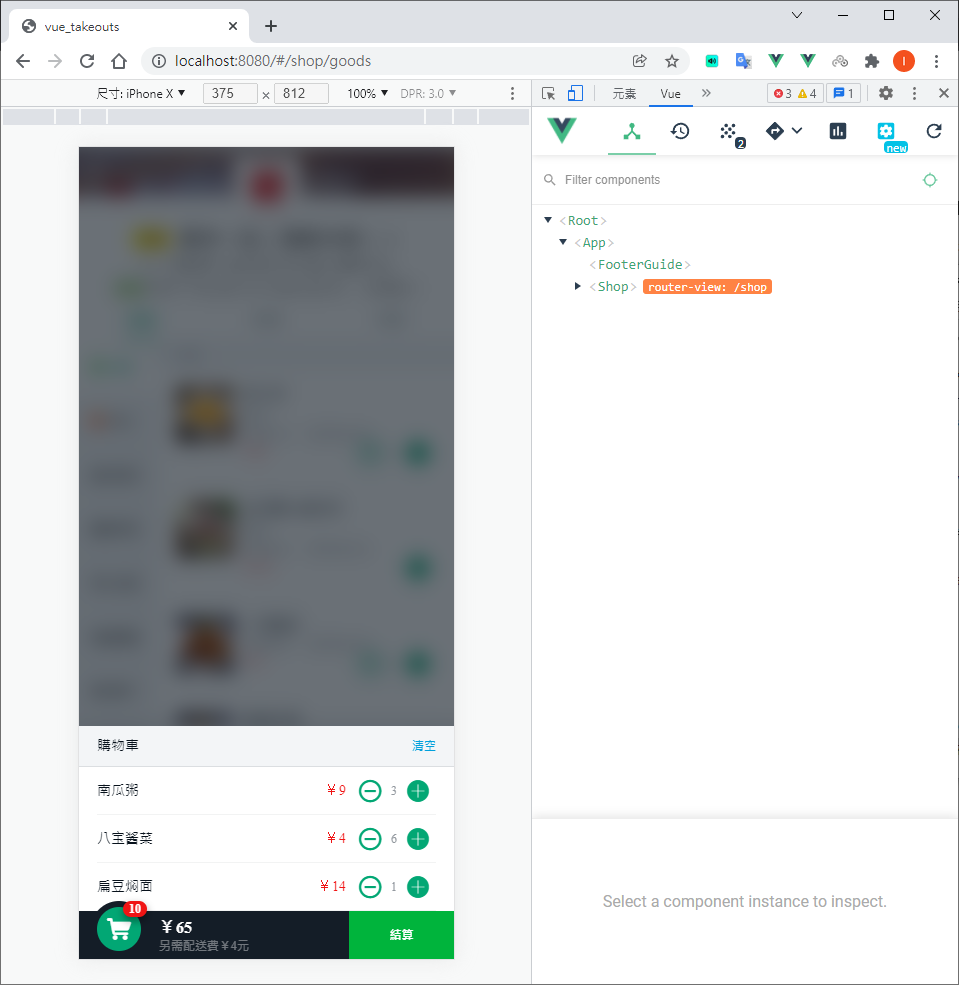 vue_takeouts
localhost:8080/#/shop/goods
尺寸: iPhone X ▼ 375 × 812 100% ▼ DPR: 3.0 ▼
元素 Vue » 3 4 1
2 new
Filter components
▼ <Root>
▼ <App>
<FooterGuide>
▶ <Shop> router-view: /shop
購物車 清空
南瓜粥 ¥9 3
八宝醬菜 ¥4 6
扁豆焖面 ¥14 1
10
¥65
另需配送費¥4元
結算
Select a component instance to inspect.